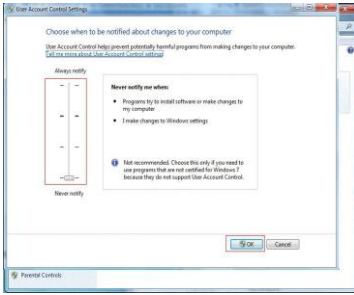 User Account Control Settings
Choose when to be notified about changes to your computer
User Account Control helps prevent potentially harmful programs from making changes to your computer.
Tell me more about User Account Control settings
Always notify
Never notify me when:
Programs try to install software or make changes to
my computer
I make changes to Windows settings
Not recommended. Choose this only if you need to
use programs that are not certified for Windows 7
because they do not support User Account Control.
Never notify
OK
Cancel
Parental Controls